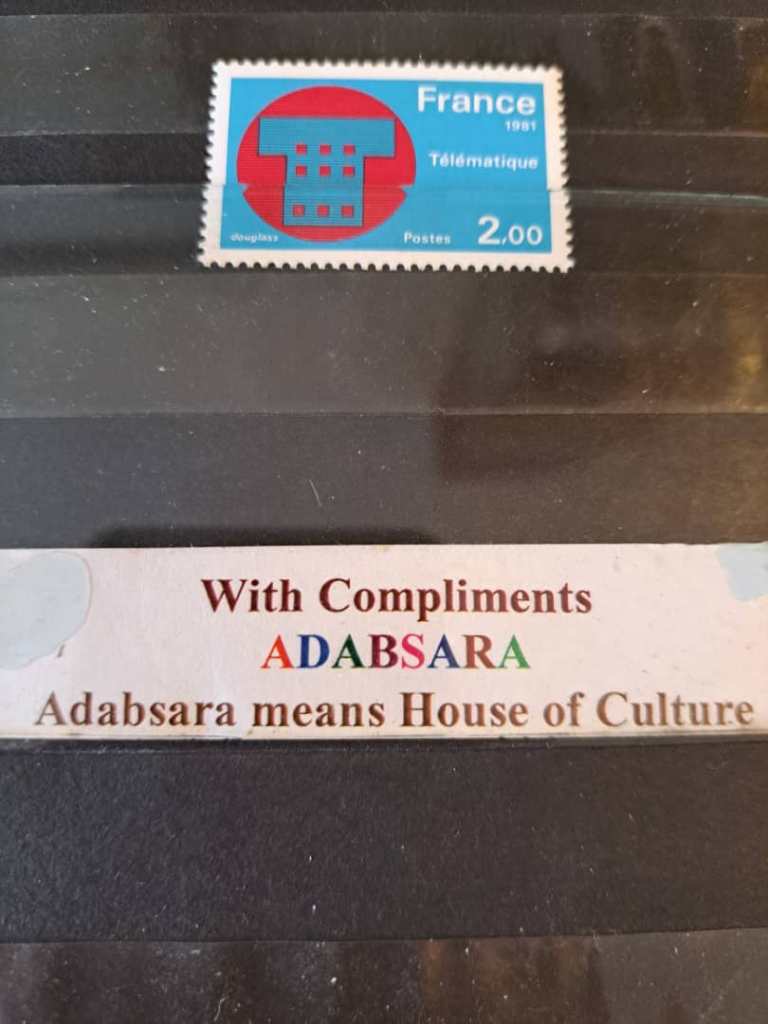 France
1981
Télématique
douglass
Postes
2,00
With Compliments
ADABSARA
Adabsara means House of Culture